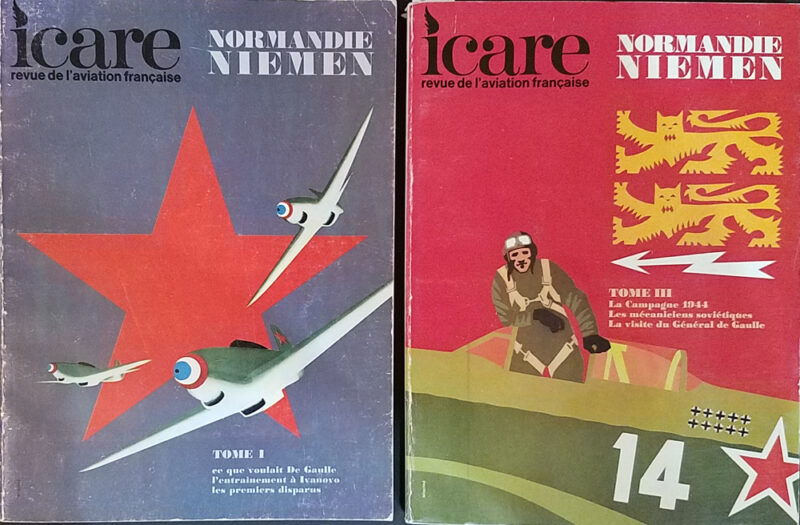 icare
revue de l'aviation française
NORMANDIE
NIEMEN
TOME I
ce que voulait De Gaulle
l'entrainement à Ivanovo
les premiers disparus
icare
revue de l'aviation française
NORMANDIE
NIEMEN
TOME III
La Campagne 1944
Les mécaniciens soviétiques
La visite du Général de Gaulle
14